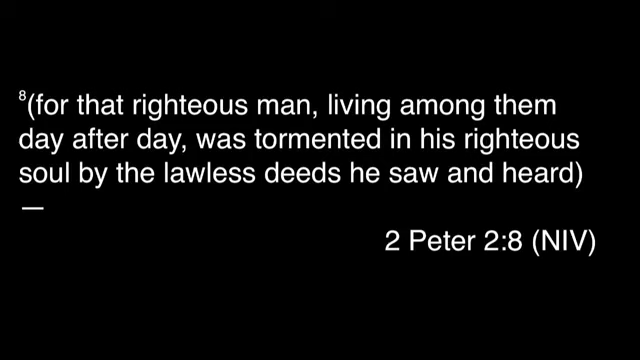 ⁸(for that righteous man, living among them
day after day, was tormented in his righteous
soul by the lawless deeds he saw and heard)
—
2 Peter 2:8 (NIV)